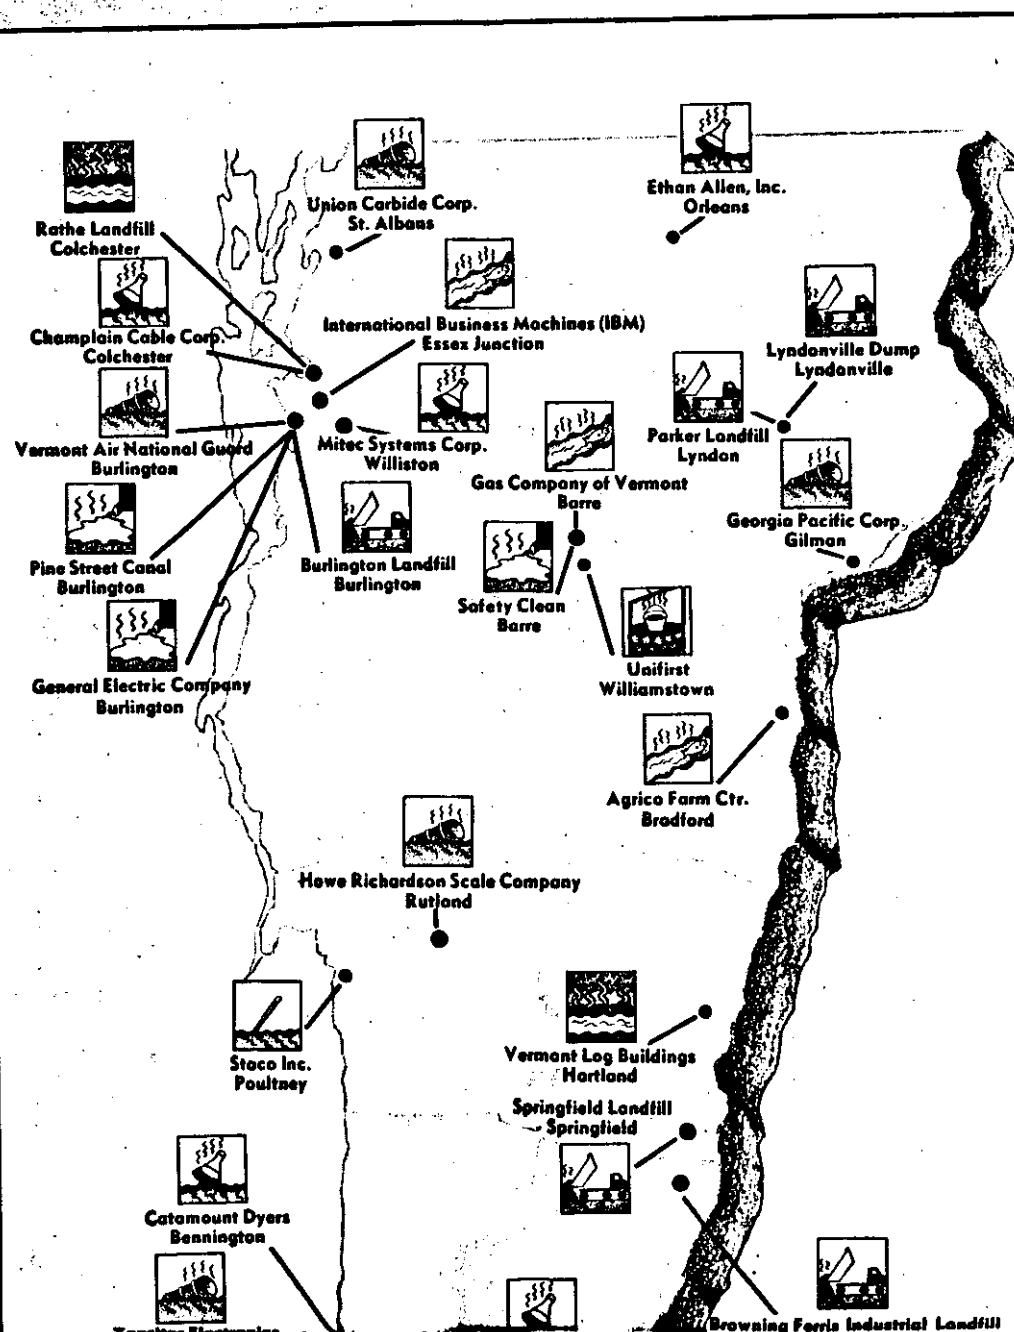 Ethan Allen, Inc.
Orleans
Union Carbide Corp.
St. Albans
Rathe Landfill
Colchester
International Business Machines (IBM)
Essex Junction
Champlain Cable Corp.
Colchester
Lyndonville Dump
Lyndonville
Vermont Air National Guard
Burlington
Mitec Systems Corp.
Williston
Parker Landfill
Lyndon
Gas Company of Vermont
Barre
Georgia Pacific Corp.
Gilman
Pine Street Canal
Burlington
Burlington Landfill
Burlington
Safety Clean
Barre
Unifirst
Williamstown
General Electric Company
Burlington
Agrico Farm Ctr.
Bradford
Howe Richardson Scale Company
Rutland
Staco Inc.
Poultney
Vermont Log Buildings
Hartland
Springfield Landfill
Springfield
Catamount Dyers
Bennington
Browning Ferris Industrial Landfill